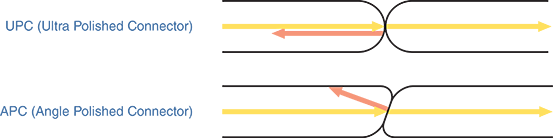 UPC (Ultra Polished Connector)
APC (Angle Polished Connector)